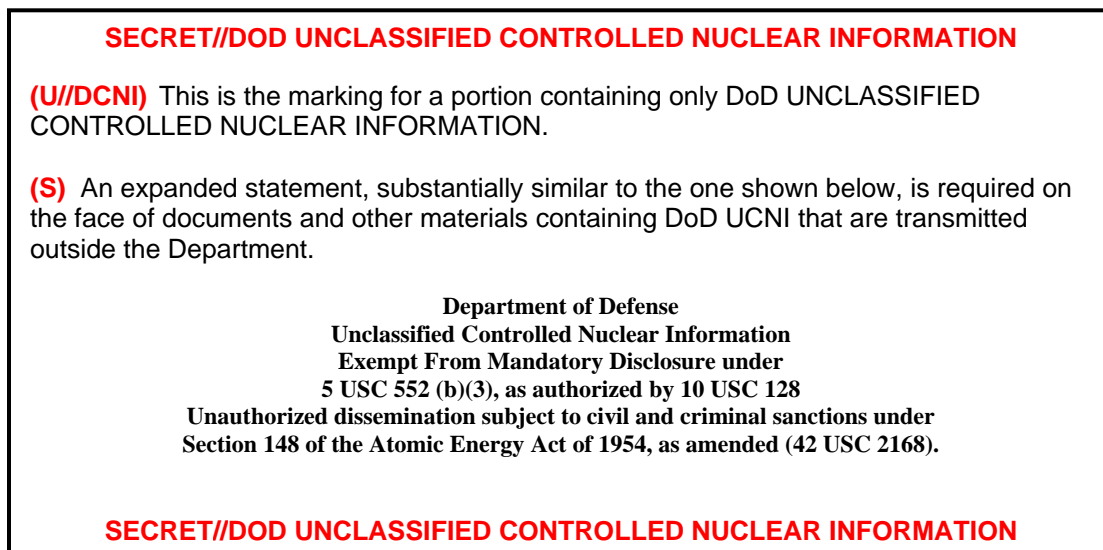 SECRET//DOD UNCLASSIFIED CONTROLLED NUCLEAR INFORMATION
(U//DCNI) This is the marking for a portion containing only DoD UNCLASSIFIED
CONTROLLED NUCLEAR INFORMATION.
(S) An expanded statement, substantially similar to the one shown below, is required on
the face of documents and other materials containing DoD UCNI that are transmitted
outside the Department.
Department of Defense
Unclassified Controlled Nuclear Information
Exempt From Mandatory Disclosure under
5 USC 552 (b)(3), as authorized by 10 USC 128
Unauthorized dissemination subject to civil and criminal sanctions under
Section 148 of the Atomic Energy Act of 1954, as amended (42 USC 2168).
SECRET//DOD UNCLASSIFIED CONTROLLED NUCLEAR INFORMATION